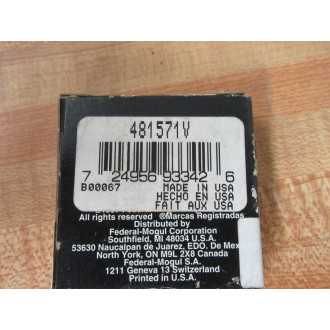 481571V
7 24956 93342 6
B00067 MADE IN USA
HECHO EN USA
FAIT AUX USA
All rights reserved ®Marcas Registradas
Distributed by
Federal-Mogul Corporation
Southfield, MI 48034 U.S.A.
53630 Naucalpan de Juarez, EDO. De Mex
North York, ON M9L 2X8 Canada
Federal-Mogul S.A.
1211 Geneva 13 Switzerland
Printed in U.S.A.